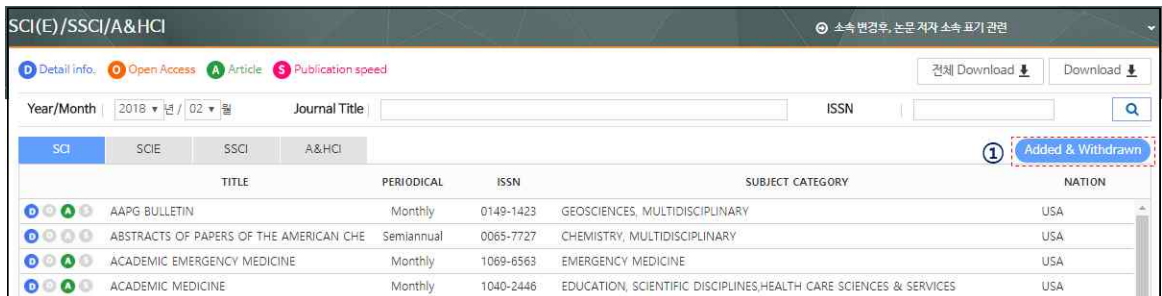 SCI(E)/SSCI/A&HCI 소속 변경후, 논문 저자 소속 표기 관련
D Detail info. O Open Access A Article S Publication speed 전체 Download Download
Year/Month 2018 년 / 02 월 Journal Title ISSN
SCI SCIE SSCI A&HCI ① Added & Withdrawn
TITLE PERIODICAL ISSN SUBJECT CATEGORY NATION
D O A S AAPG BULLETIN Monthly 0149-1423 GEOSCIENCES, MULTIDISCIPLINARY USA
D O A S ABSTRACTS OF PAPERS OF THE AMERICAN CHE Semiannual 0065-7727 CHEMISTRY, MULTIDISCIPLINARY USA
D O A S ACADEMIC EMERGENCY MEDICINE Monthly 1069-6563 EMERGENCY MEDICINE USA
D O A S ACADEMIC MEDICINE Monthly 1040-2446 EDUCATION, SCIENTIFIC DISCIPLINES,HEALTH CARE SCIENCES & SERVICES USA